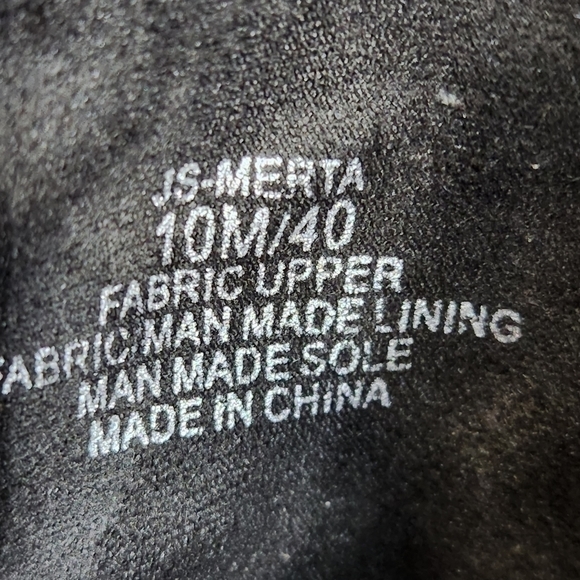 JS-MERTA
10M/40
FABRIC UPPER
FABRIC/MAN MADE LINING
MAN MADE SOLE
MADE IN CHINA